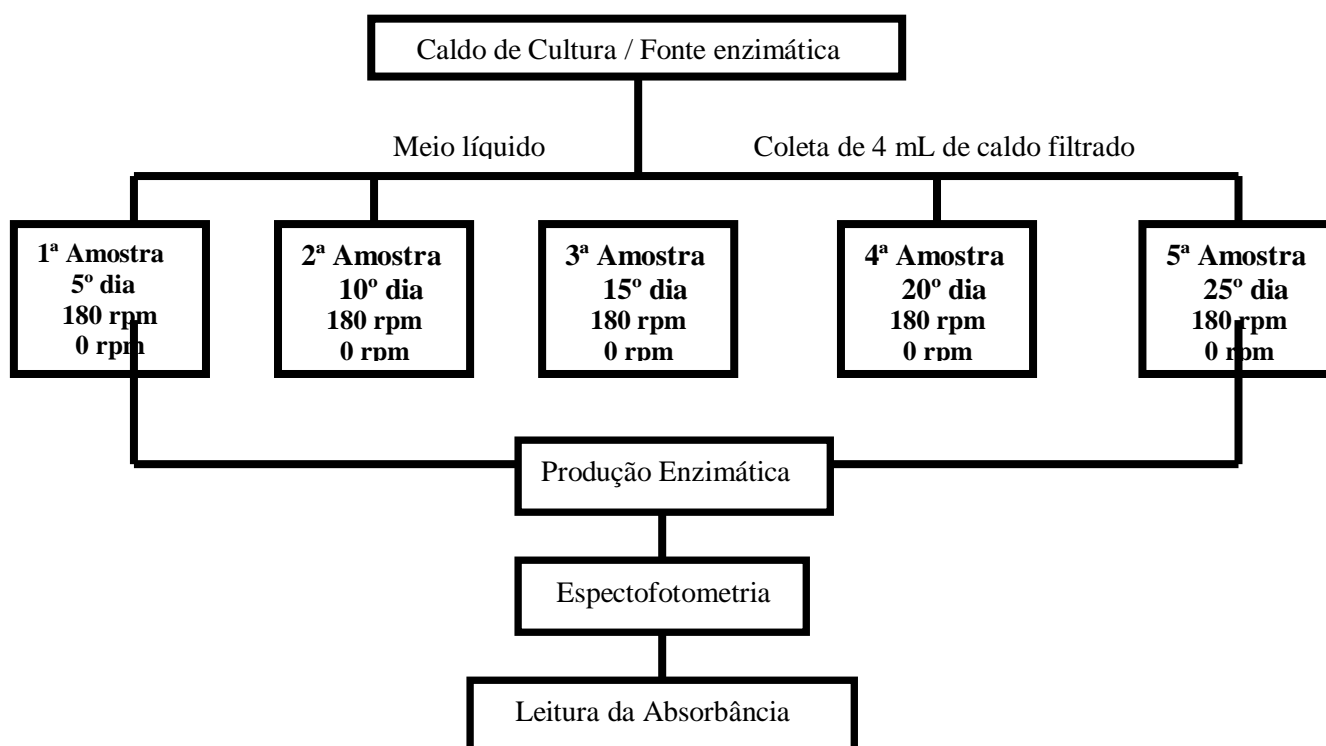 Caldo de Cultura / Fonte enzimática
Meio líquido
Coleta de 4 mL de caldo filtrado
1ª Amostra
5º dia
180 rpm
0 rpm
2ª Amostra
10º dia
180 rpm
0 rpm
3ª Amostra
15º dia
180 rpm
0 rpm
4ª Amostra
20º dia
180 rpm
0 rpm
5ª Amostra
25º dia
180 rpm
0 rpm
Produção Enzimática
Espectofotometria
Leitura da Absorbância